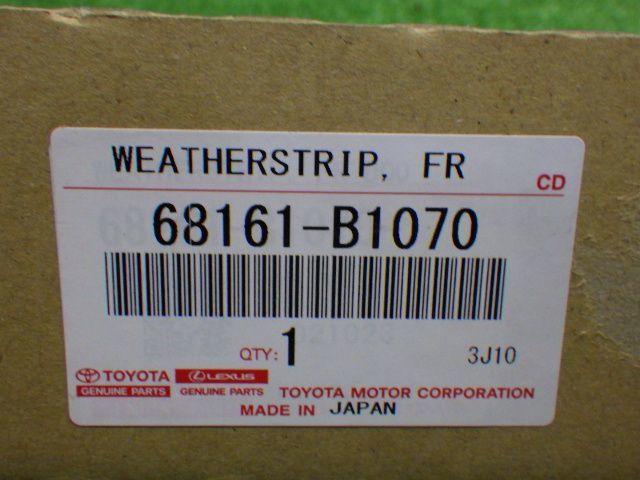 WEATHERSTRIP, FR
CD
68161-B1070
QTY: 1
3J10
TOYOTA
GENUINE PARTS
LEXUS
GENUINE PARTS
TOYOTA MOTOR CORPORATION
MADE IN JAPAN